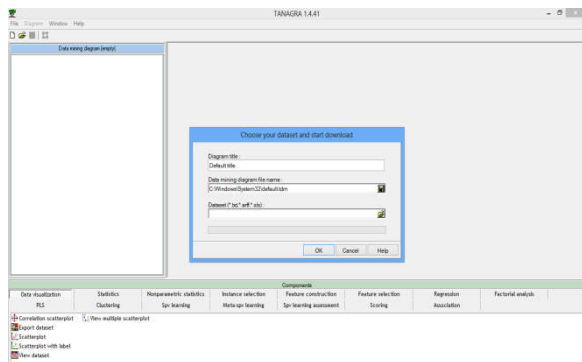 TANAGRA 1.4.41
File Diagram Window Help
Data mining diagram (empty)
Choose your dataset and start download
Diagram title :
Default title
Data mining diagram file name :
C:\Windows\System32\default.tdm
Dataset (*.txt;*.arff;*.xls) :
OK Cancel Help
Components
Data visualization Statistics Nonparametric statistics Instance selection Feature construction Feature selection Regression Factorial analysis
PLS Clustering Spv learning Meta-spv learning Spv learning assessment Scoring Association
Correlation scatterplot View multiple scatterplot
Export dataset
Scatterplot
Scatterplot with label
View dataset